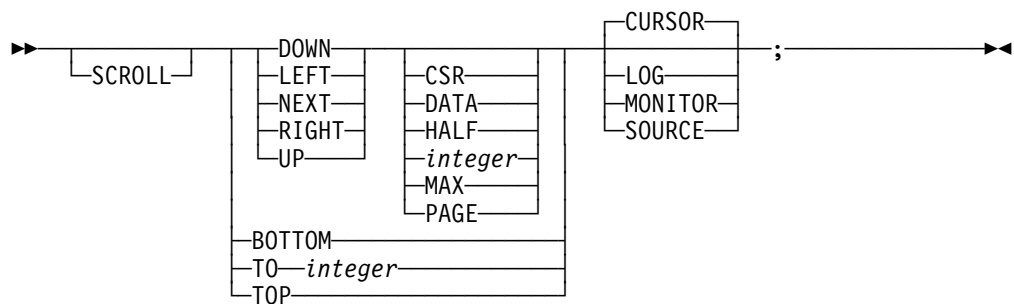 CURSOR
DOWN ;
SCROLL LEFT CSR LOG
NEXT DATA MONITOR
RIGHT HALF SOURCE
UP integer
MAX
PAGE
BOTTOM
TO integer
TOP